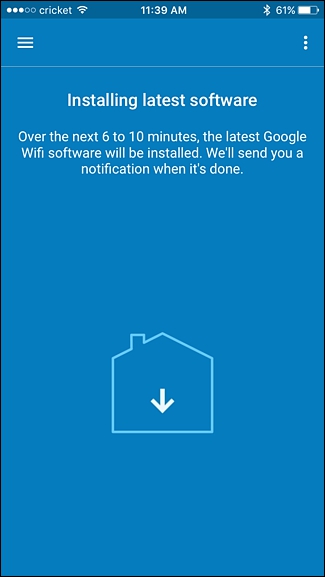 cricket 11:39 AM 61%
Installing latest software
Over the next 6 to 10 minutes, the latest Google
Wifi software will be installed. We'll send you a
notification when it's done.